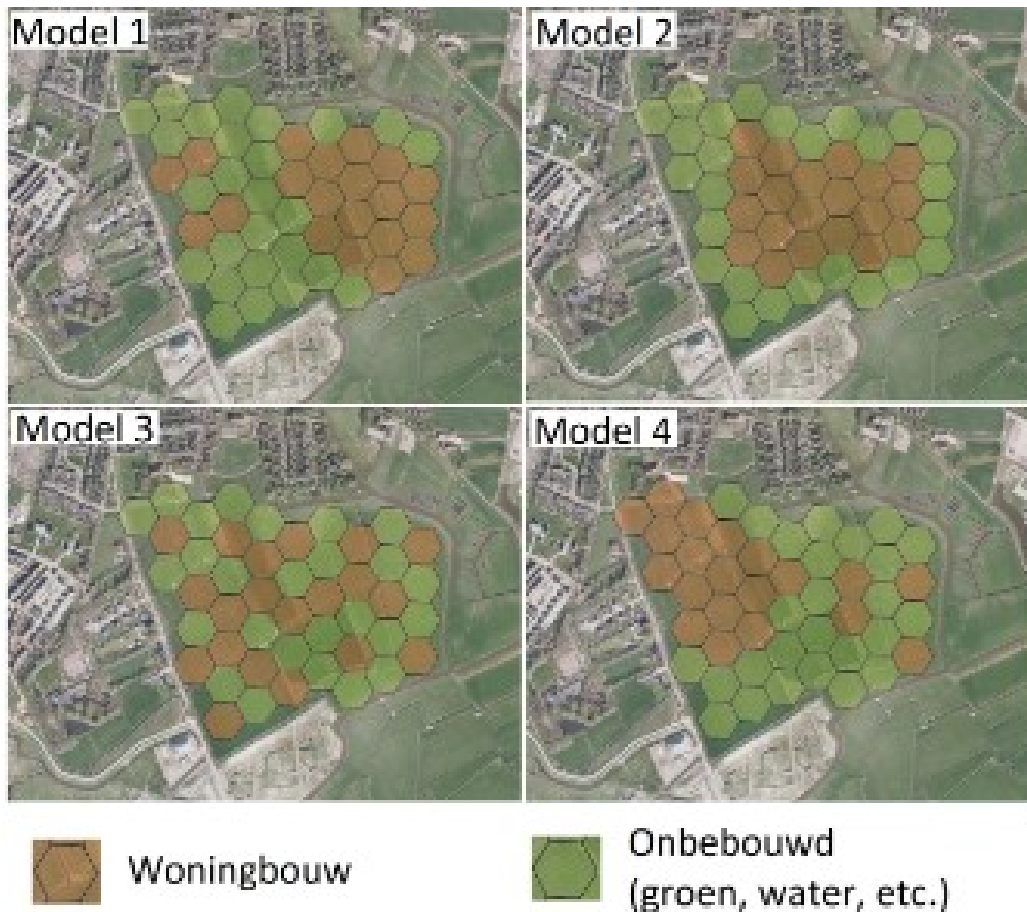 Model 1
Model 2
Model 3
Model 4
Woningbouw
Onbebouwd
(groen, water, etc.)